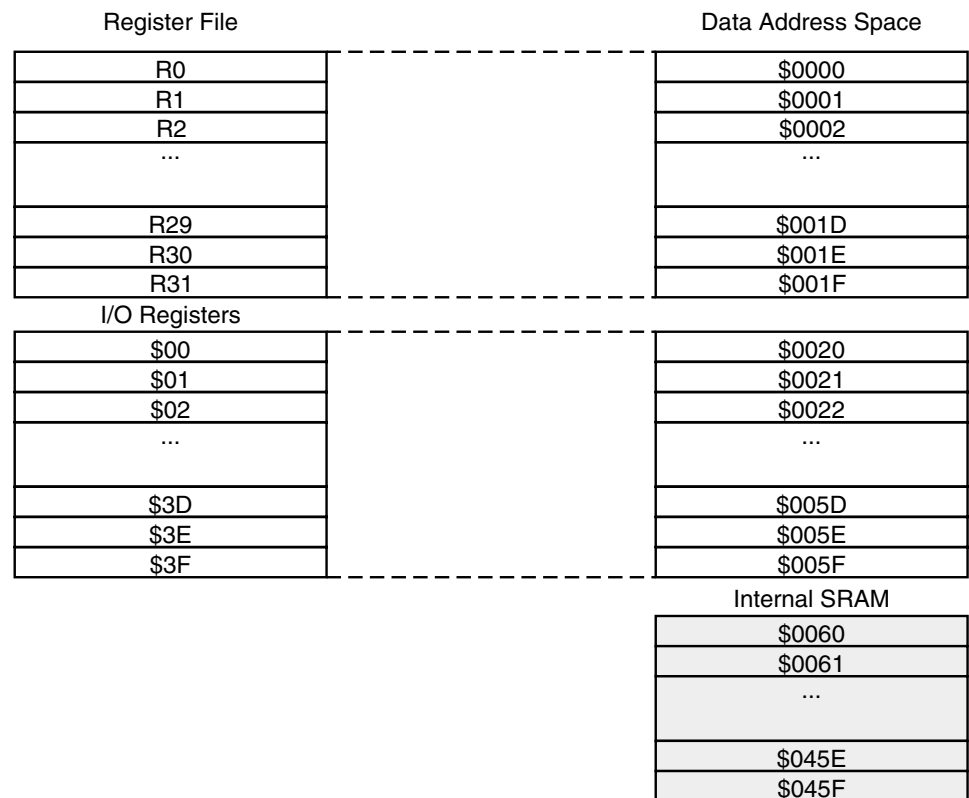 Register File Data Address Space
R0 $0000
R1 $0001
R2 $0002
... ...
R29 $001D
R30 $001E
R31 $001F
I/O Registers
$00 $0020
$01 $0021
$02 $0022
... ...
$3D $005D
$3E $005E
$3F $005F
Internal SRAM
$0060
$0061
...
$045E
$045F